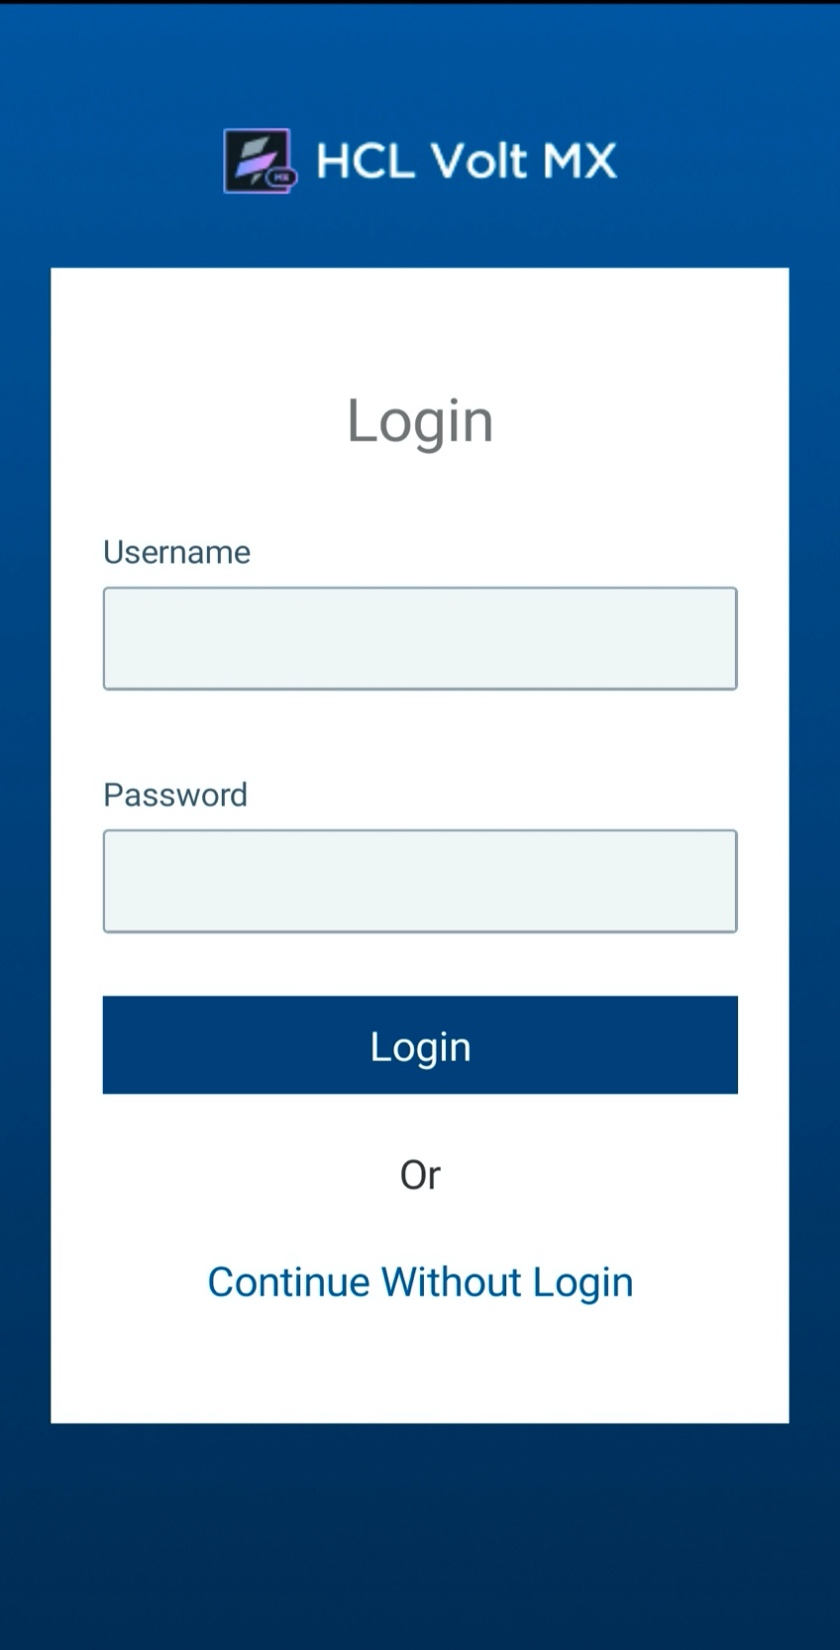 HCL Volt MX
Login
Username
Password
Login
Or
Continue Without Login